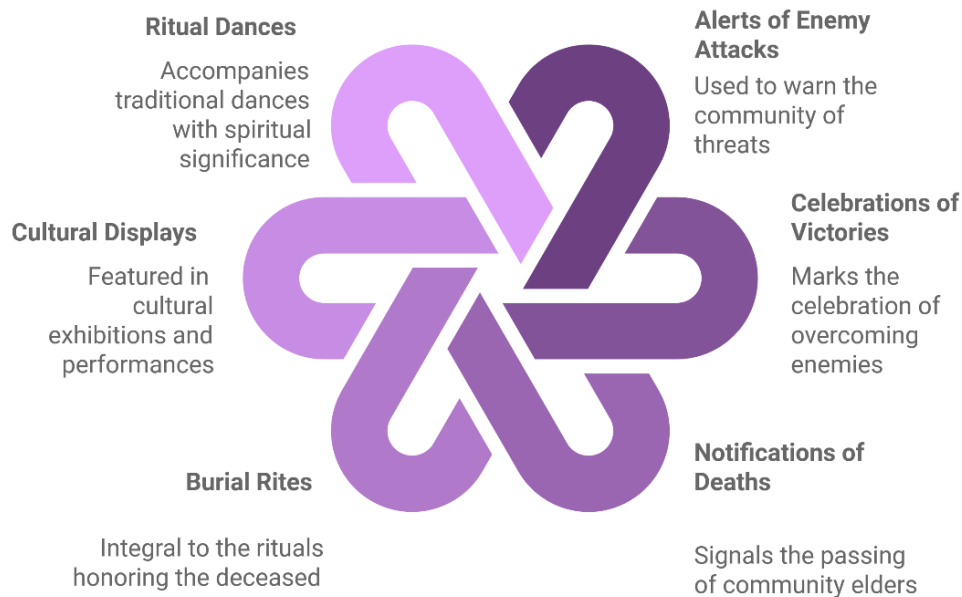 Ritual Dances
Accompanies
traditional dances
with spiritual
significance
Alerts of Enemy
Attacks
Used to warn the
community of
threats
Cultural Displays
Featured in
cultural
exhibitions and
performances
Celebrations of
Victories
Marks the
celebration of
overcoming
enemies
Burial Rites
Integral to the rituals
honoring the deceased
Notifications of
Deaths
Signals the passing
of community elders